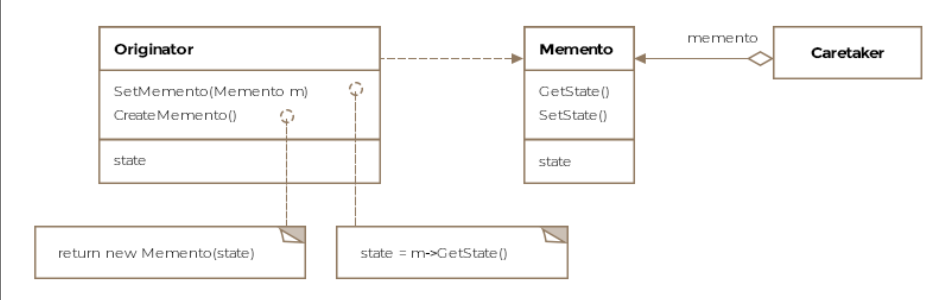 Originator
SetMemento(Memento m)
CreateMemento()
state
Memento
GetState()
SetState()
state
memento
Caretaker
return new Memento(state)
state = m->GetState()